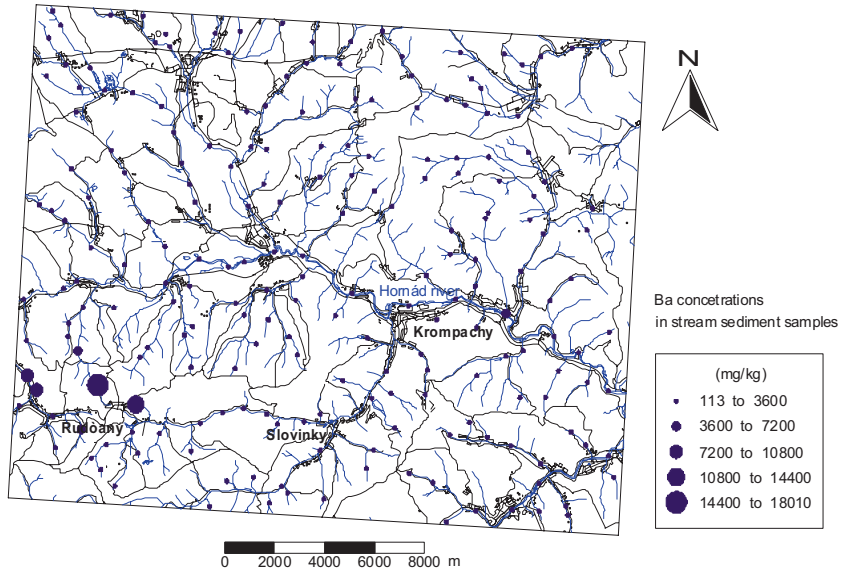 N
Hornád river
Krompachy
Rudòany
Slovinky
Ba concetrations
in stream sediment samples
(mg/kg)
113 to 3600
3600 to 7200
7200 to 10800
10800 to 14400
14400 to 18010
0 2000 4000 6000 8000 m